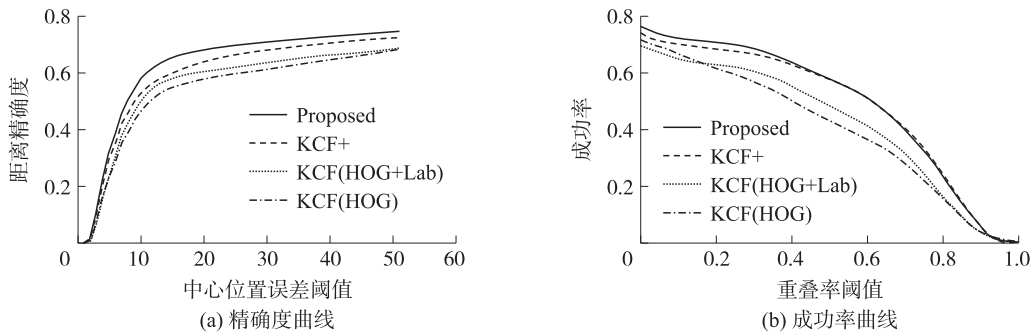 0.8
0.6
0.4
0.2
0
10
20
30
40
50
60
距离精确度
Proposed
KCF+
KCF(HOG+Lab)
KCF(HOG)
中心位置误差阈值
(a) 精确度曲线
0.8
0.6
0.4
0.2
0
0.2
0.4
0.6
0.8
1.0
成功率
Proposed
KCF+
KCF(HOG+Lab)
KCF(HOG)
重叠率阈值
(b) 成功率曲线